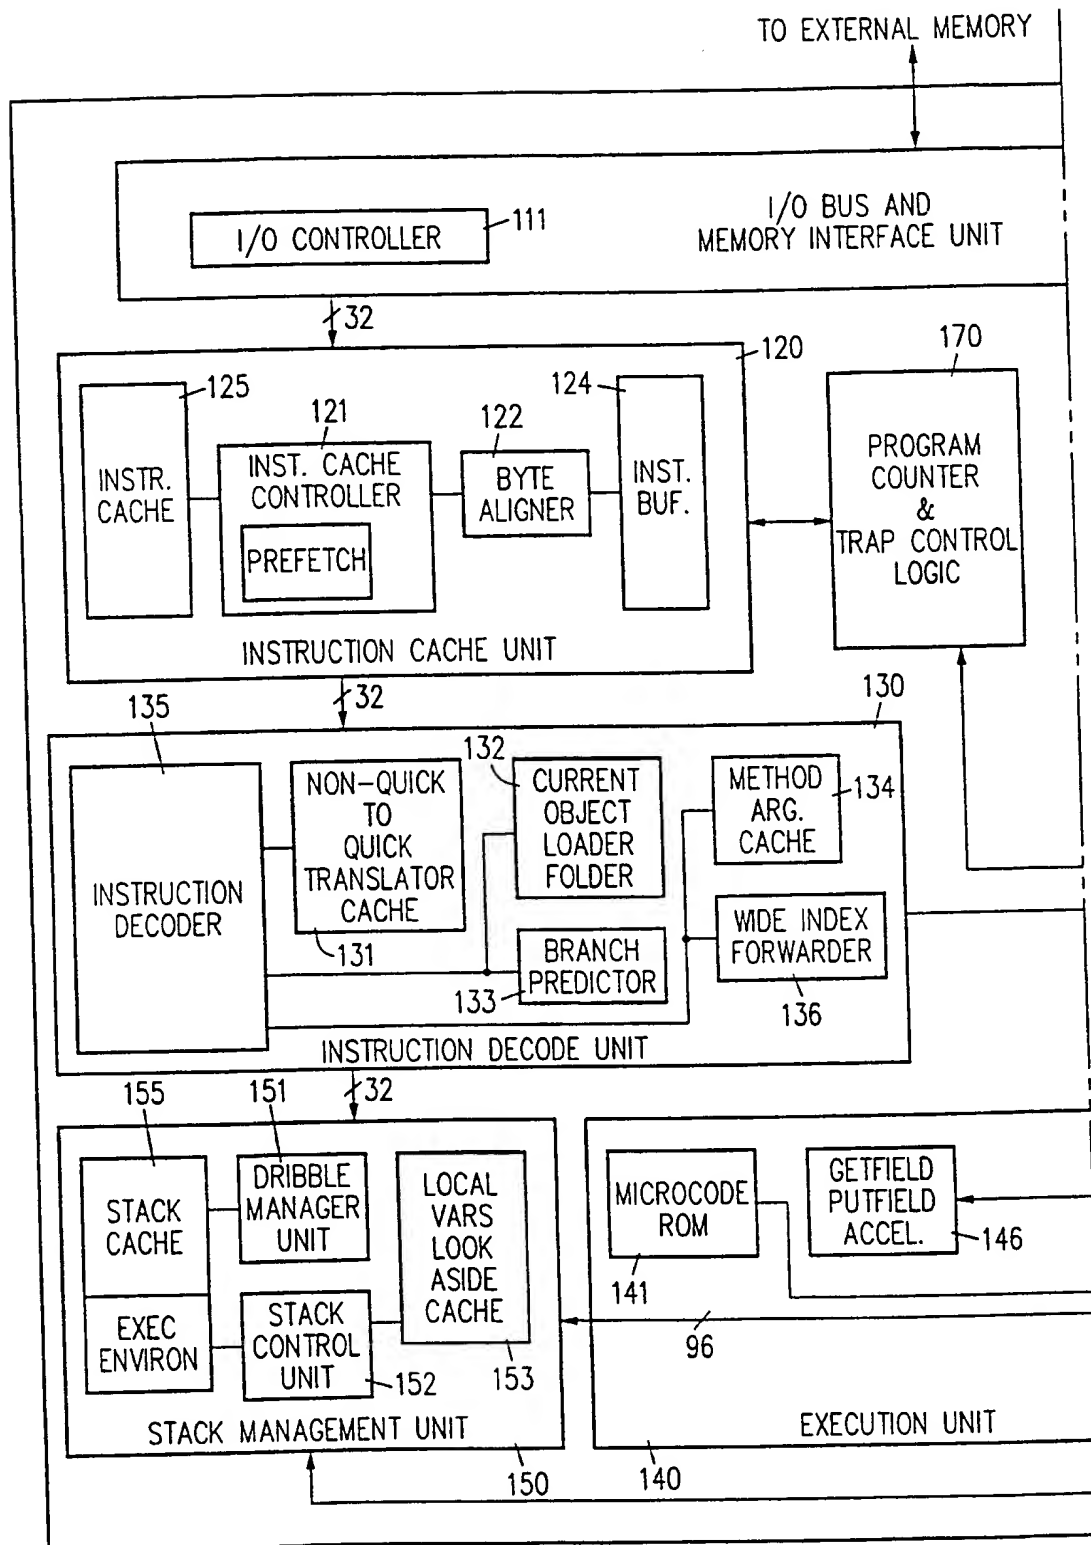 TO EXTERNAL MEMORY
I/O CONTROLLER
111
I/O BUS AND
MEMORY INTERFACE UNIT
32
120
170
125
INSTR.
CACHE
121
INST. CACHE
CONTROLLER
PREFETCH
122
BYTE
ALIGNER
124
INST.
BUF.
INSTRUCTION CACHE UNIT
PROGRAM
COUNTER
&
TRAP CONTROL
LOGIC
32
130
135
INSTRUCTION
DECODER
NON-QUICK
TO
QUICK
TRANSLATOR
CACHE
131
132
CURRENT
OBJECT
LOADER
FOLDER
METHOD
ARG.
CACHE
134
BRANCH
PREDICTOR
133
WIDE INDEX
FORWARDER
136
INSTRUCTION DECODE UNIT
32
155
STACK
CACHE
EXEC
ENVIRON
151
DRIBBLE
MANAGER
UNIT
STACK
CONTROL
UNIT
152
LOCAL
VARS
LOOK
ASIDE
CACHE
153
STACK MANAGEMENT UNIT
150
MICROCODE
ROM
141
GETFIELD
PUTFIELD
ACCEL.
146
96
EXECUTION UNIT
140